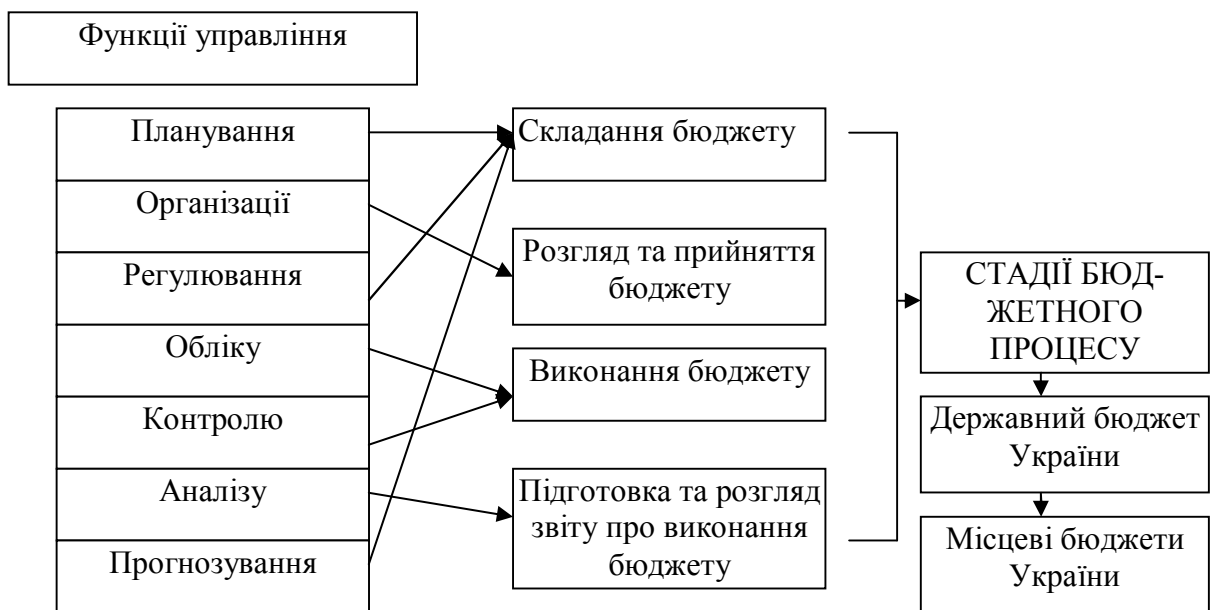 Функції управління
Планування
Організації
Регулювання
Обліку
Контролю
Аналізу
Прогнозування
Складання бюджету
Розгляд та прийняття
бюджету
Виконання бюджету
Підготовка та розгляд
звіту про виконання
бюджету
СТАДІЇ БЮД-
ЖЕТНОГО
ПРОЦЕСУ
Державний бюджет
України
Місцеві бюджети
України